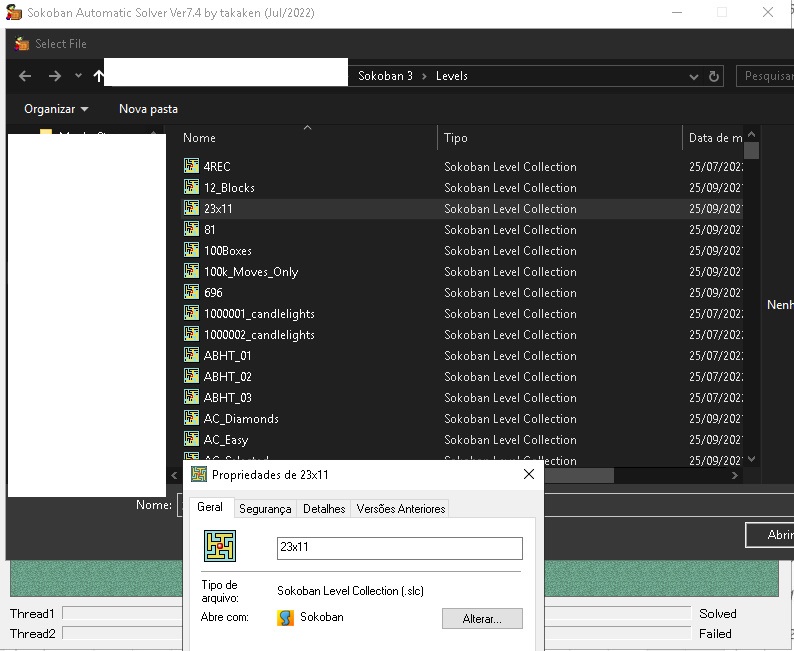 Sokoban Automatic Solver Ver7.4 by takaken (Jul/2022)
Select File
Sokoban 3 > Levels
Pesquisar
Organizar
Nova pasta
Nome Tipo Data de m
4REC Sokoban Level Collection 25/07/202
12_Blocks Sokoban Level Collection 25/09/202
23x11 Sokoban Level Collection 25/09/202
81 Sokoban Level Collection 25/09/202
100Boxes Sokoban Level Collection 25/09/202
100k_Moves_Only Sokoban Level Collection 25/09/202
696 Sokoban Level Collection 25/09/202
1000001_candlelights Sokoban Level Collection 25/07/202
1000002_candlelights Sokoban Level Collection 25/07/202
ABHT_01 Sokoban Level Collection 25/07/202
ABHT_02 Sokoban Level Collection 25/07/202
ABHT_03 Sokoban Level Collection 25/07/202
AC_Diamonds Sokoban Level Collection 25/09/202
AC_Easy Sokoban Level Collection 25/09/202
AC_Selected Sokoban Level Collection 25/09/202
Nenh
Nome:
Abrir
Propriedades de 23x11
Geral Segurança Detalhes Versões Anteriores
23x11
Tipo de
arquivo: Sokoban Level Collection (.slc)
Abre com: Sokoban Alterar...
Thread1 Solved
Thread2 Failed